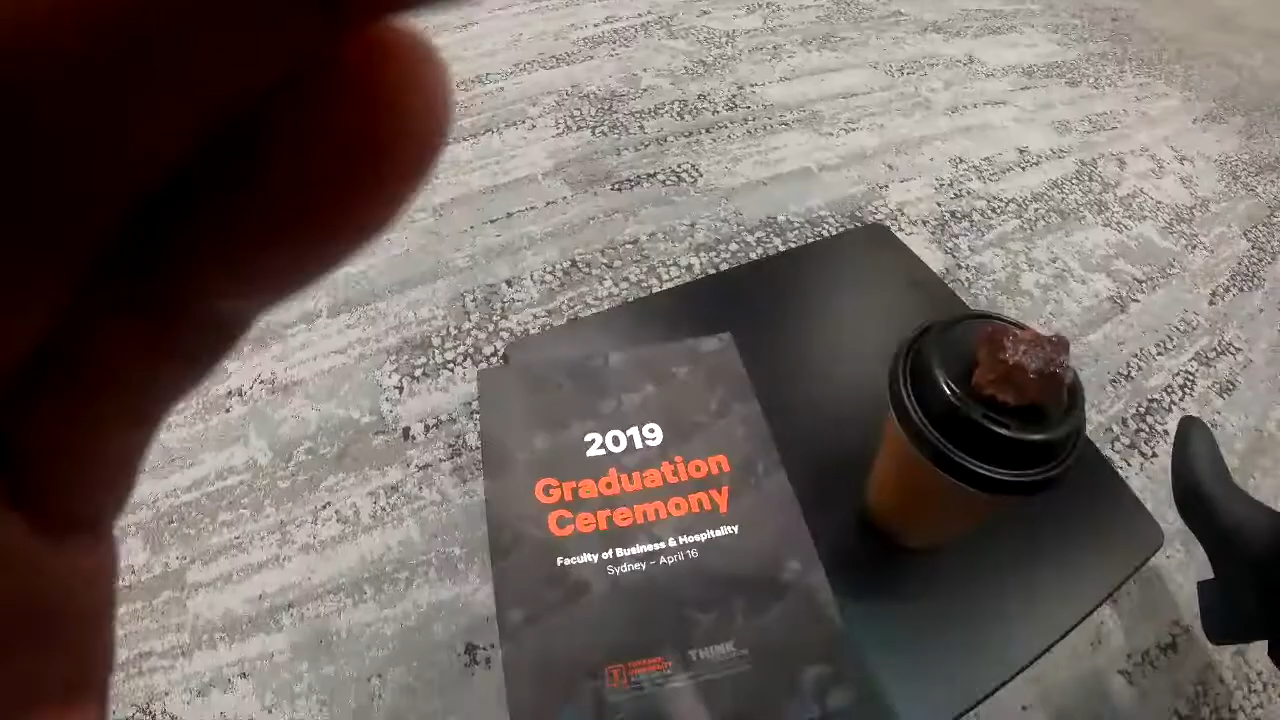 2019
Graduation
Ceremony
Faculty of Business & Hospitality
Sydney – April 16
THINK